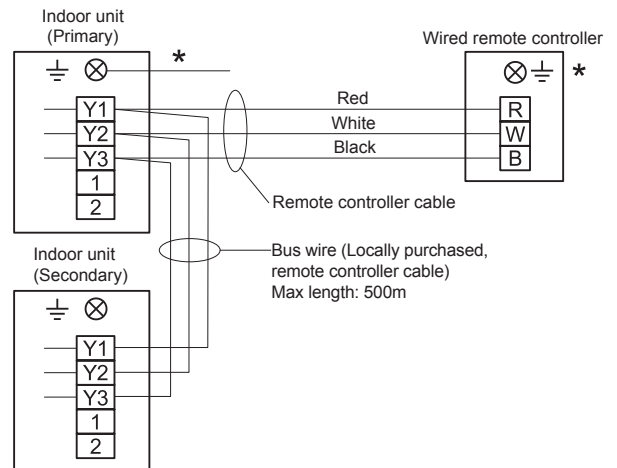 Indoor unit
(Primary)
*
Y1
Y2
Y3
1
2
Wired remote controller
*
Red
White
Black
R
W
B
Remote controller cable
Bus wire (Locally purchased,
remote controller cable)
Max length: 500m
Indoor unit
(Secondary)
Y1
Y2
Y3
1
2